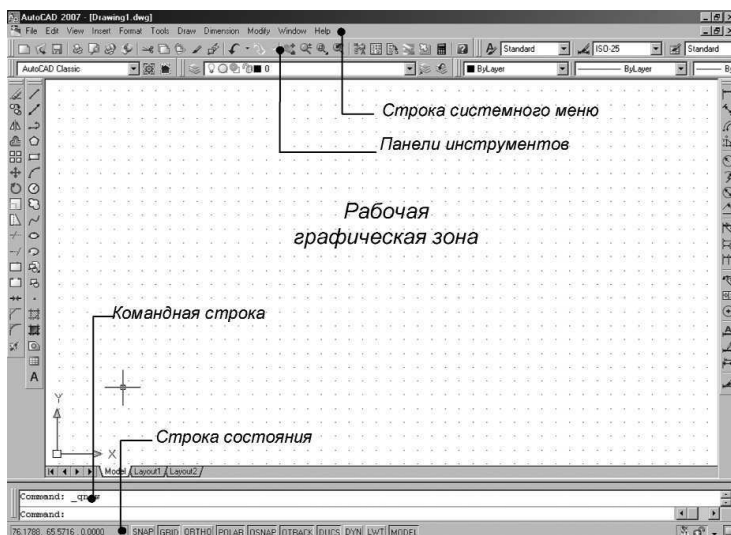 AutoCAD 2007 - [Drawing1.dwg]
File Edit View Insert Format Tools Draw Dimension Modify Window Help
Standard ISO-25 Standard
AutoCAD Classic 0 ByLayer ByLayer
Строка системного меню
Панели инструментов
Рабочая
графическая зона
Командная строка
A
Y
Строка состояния
X
Model Layout1 Layout2
Command: _qnew
Command:
76.1788, 65.5716, 0.0000 SNAP GRID ORTHO POLAR OSNAP OTRACK DUCS DYN LWT MODEL